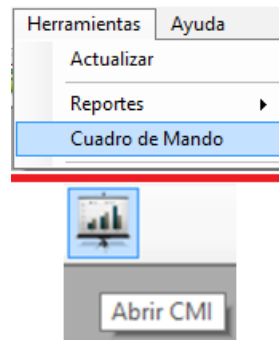 Herramientas Ayuda
Actualizar
Reportes
Cuadro de Mando
Abrir CMI